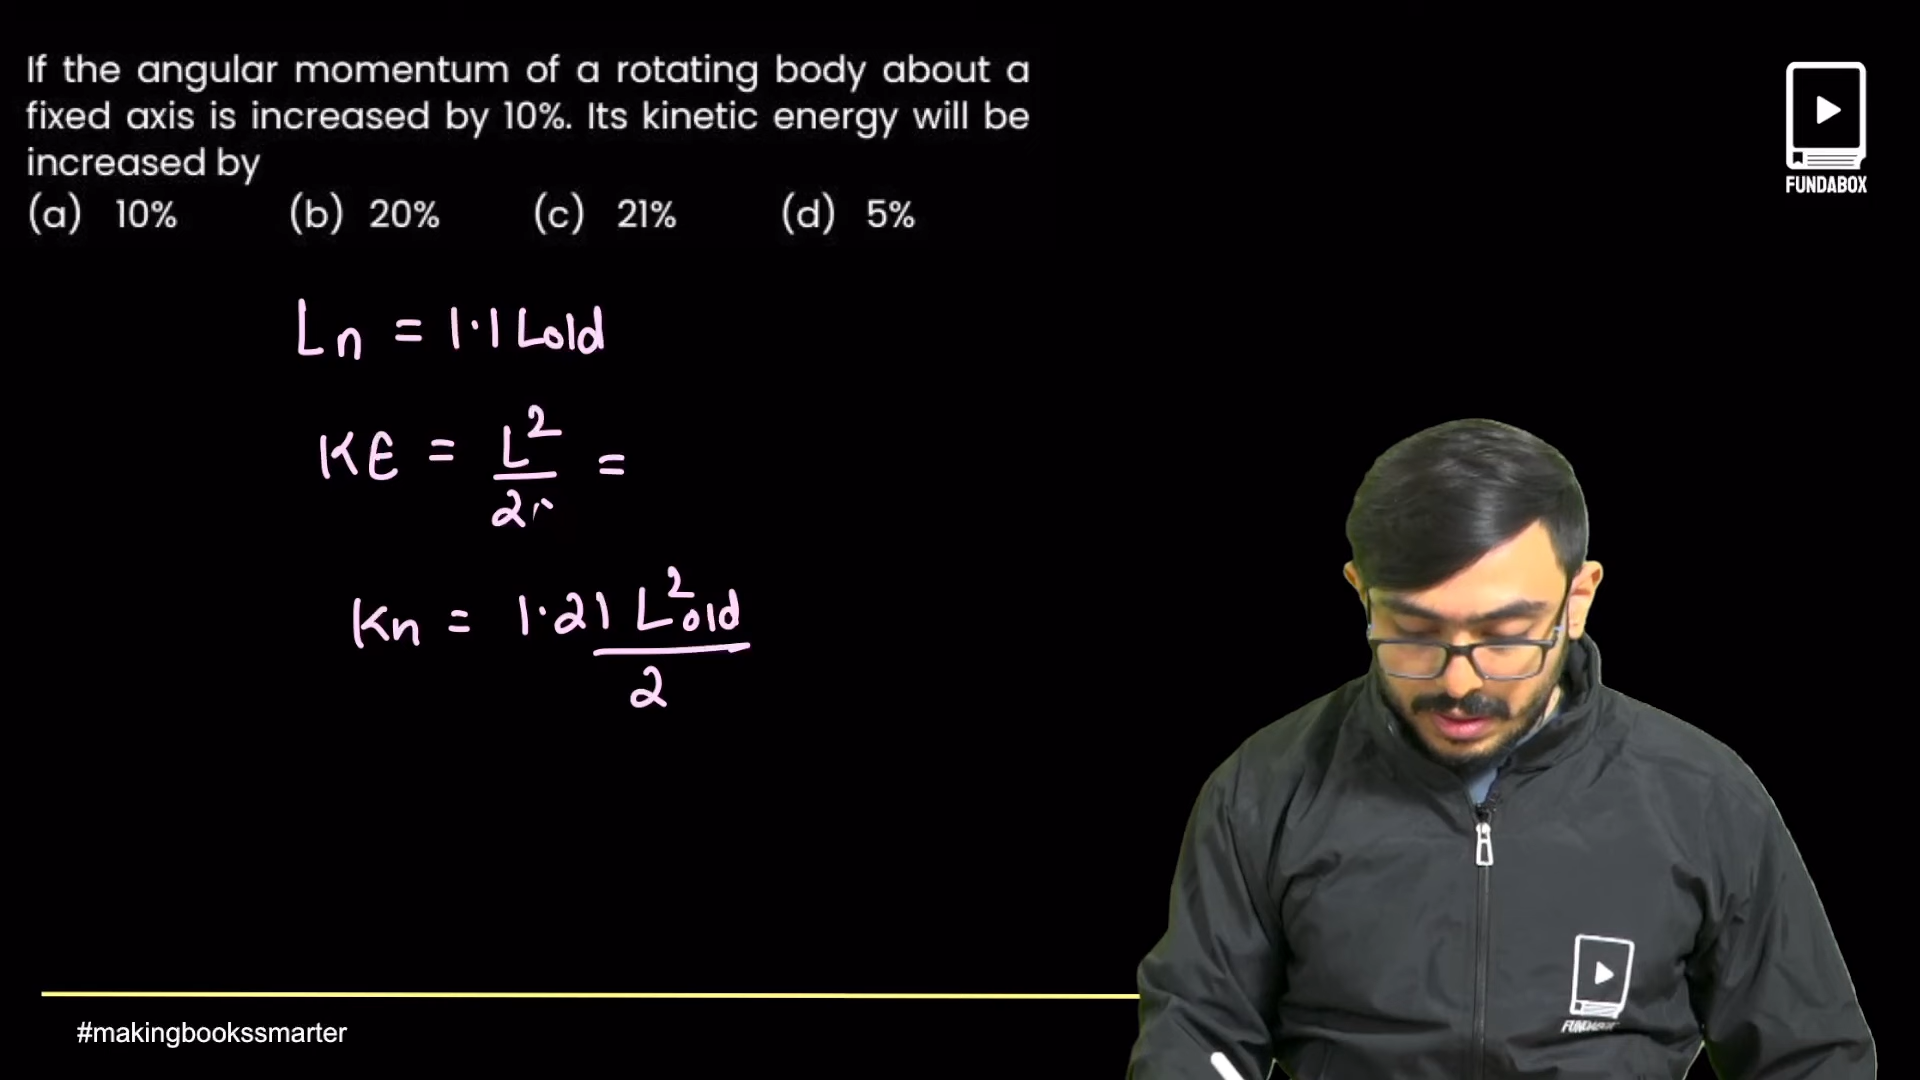 If the angular momentum of a rotating body about a
fixed axis is increased by 10%. Its kinetic energy will be
increased by
(a) 10% (b) 20% (c) 21% (d) 5%
FUNDABOX
Ln = 1.1 Lold
KE = L² / 2 =
Kn = 1.21 L²old / 2
FUNDABOX
#makingbookssmarter